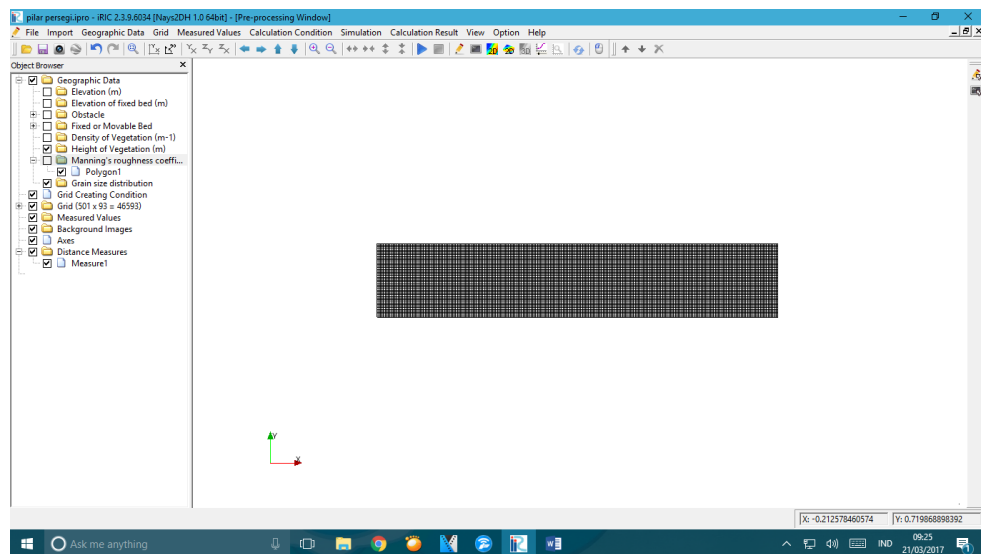 pilar persegi.ipro - iRIC 2.3.9.6034 [Nays2DH 1.0 64bit] - [Pre-processing Window]
File Import Geographic Data Grid Measured Values Calculation Condition Simulation Calculation Result View Option Help
Object Browser
Geographic Data
Elevation (m)
Elevation of fixed bed (m)
Obstacle
Fixed or Movable Bed
Density of Vegetation (m-1)
Height of Vegetation (m)
Manning's roughness coeffi...
Polygon1
Grain size distribution
Grid Creating Condition
Grid (501 x 93 = 46593)
Measured Values
Background Images
Axes
Distance Measures
Measure1
Y
X
X: -0.212578460574 Y: 0.719868898392
Ask me anything
IND
09:25
21/03/2017